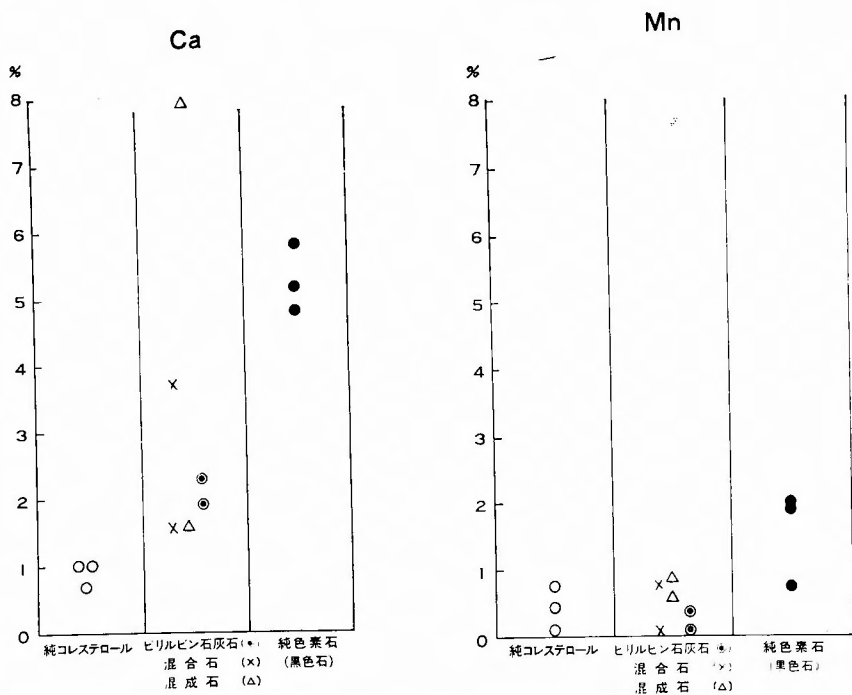 Ca
%
8
7
6
5
4
3
2
1
0
純コレステロール
ビリルビン石灰石(◉)
混合石 (×)
混成石 (△)
純色素石
(黒色石)
Mn
%
8
7
6
5
4
3
2
1
0
純コレステロール
ビリルビン石灰石(◉)
混合石 (×)
混成石 (△)
純色素石
(黒色石)